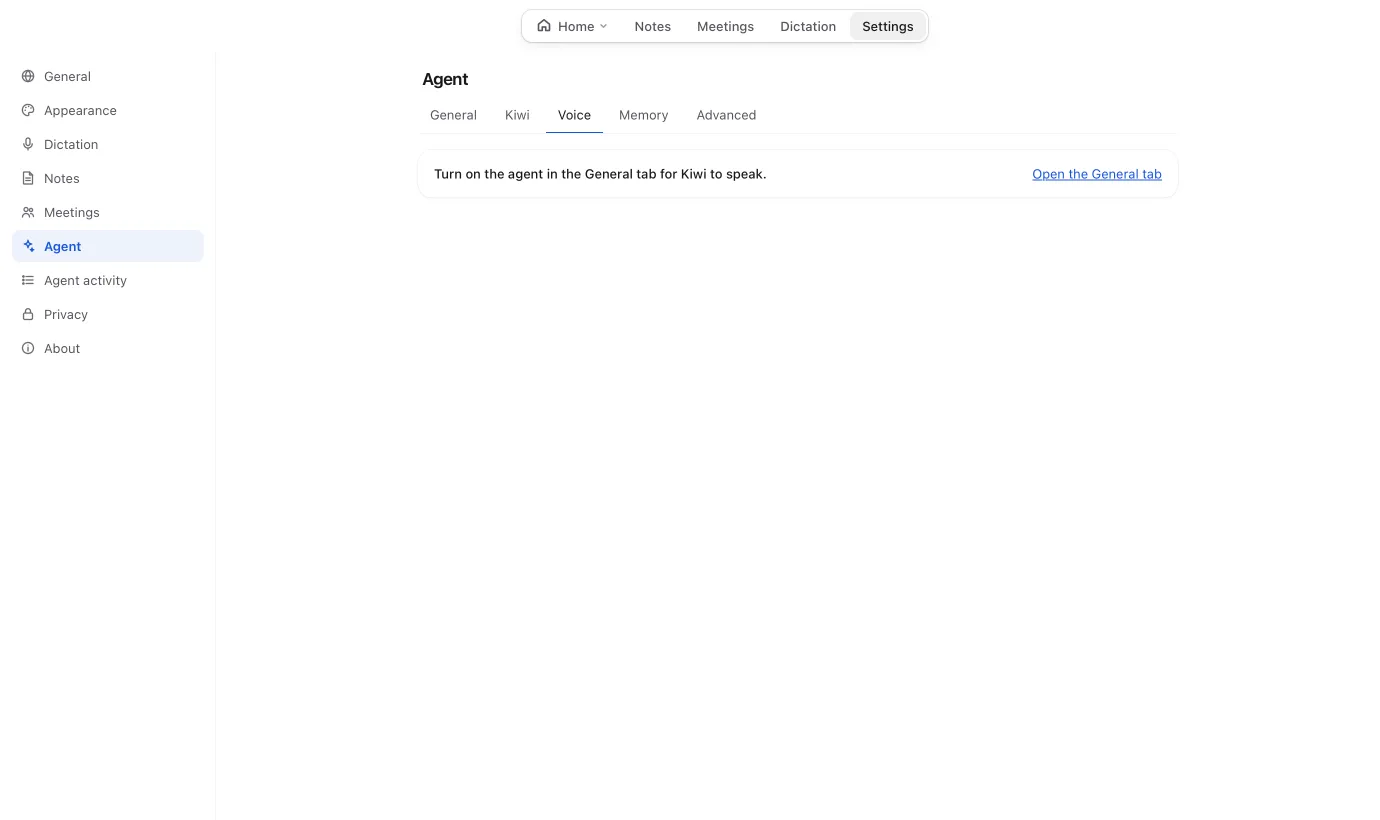 Home
Notes
Meetings
Dictation
Settings
General
Appearance
Dictation
Notes
Meetings
Agent
Agent activity
Privacy
About
Agent
General
Kiwi
Voice
Memory
Advanced
Turn on the agent in the General tab for Kiwi to speak.
Open the General tab